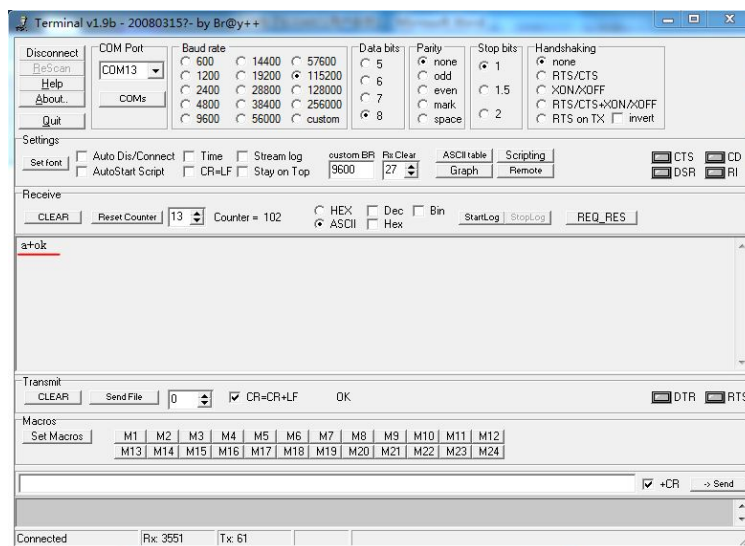 Terminal v1.9b - 20080315?- by Br@y++
Disconnect
ReScan
Help
About..
Quit
COM Port
COM13
COMs
Baud rate
600 14400 57600
1200 19200 115200
2400 28800 128000
4800 38400 256000
9600 56000 custom
Data bits
5
6
7
8
Parity
none
odd
even
mark
space
Stop bits
1
1.5
2
Handshaking
none
RTS/CTS
XON/XOFF
RTS/CTS+XON/XOFF
RTS on TX invert
Settings
Set font
Auto Dis/Connect Time Stream log
AutoStart Script CR=LF Stay on Top
custom BR Rx Clear
9600 27
ASCII table Scripting
Graph Remote
CTS CD
DSR RI
Receive
CLEAR Reset Counter 13 Counter = 102
HEX Dec Bin
ASCII Hex
StartLog StopLog REQ_RES
a+ok
Transmit
CLEAR Send File 0 CR=CR+LF OK DTR RTS
Macros
Set Macros
M1 M2 M3 M4 M5 M6 M7 M8 M9 M10 M11 M12
M13 M14 M15 M16 M17 M18 M19 M20 M21 M22 M23 M24
+CR -> Send
Connected Rx: 3551 Tx: 61